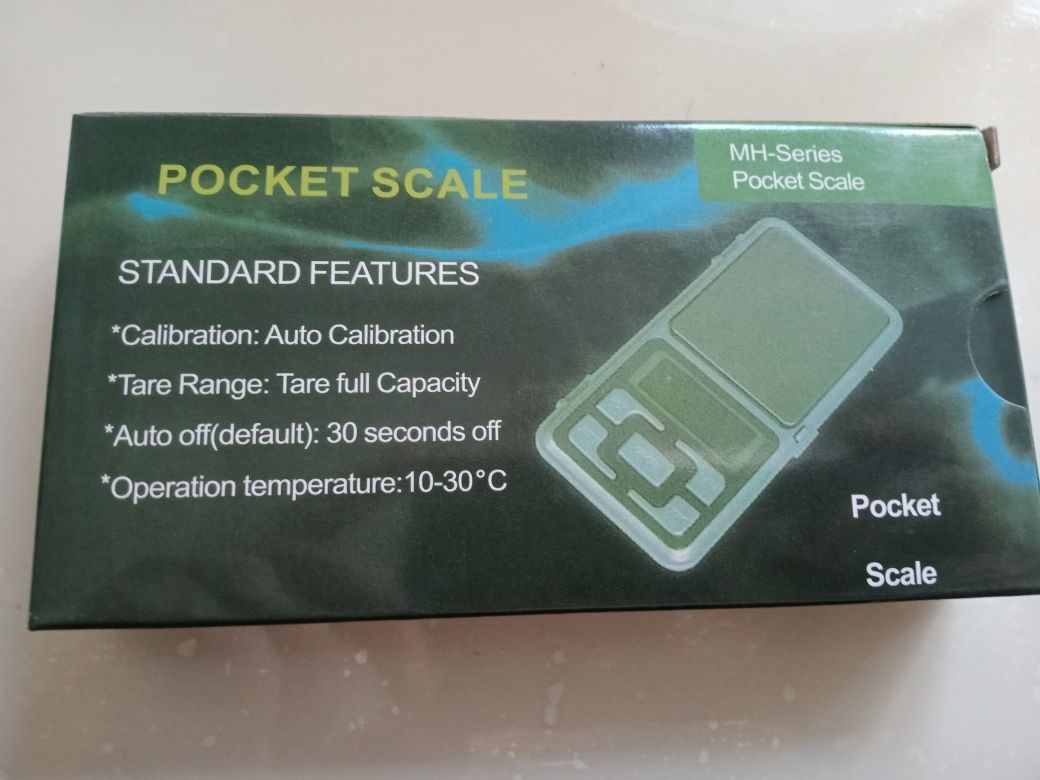 POCKET SCALE
MH-Series
Pocket Scale
STANDARD FEATURES
*Calibration: Auto Calibration
*Tare Range: Tare full Capacity
*Auto off(default): 30 seconds off
*Operation temperature:10-30°C
Pocket
Scale